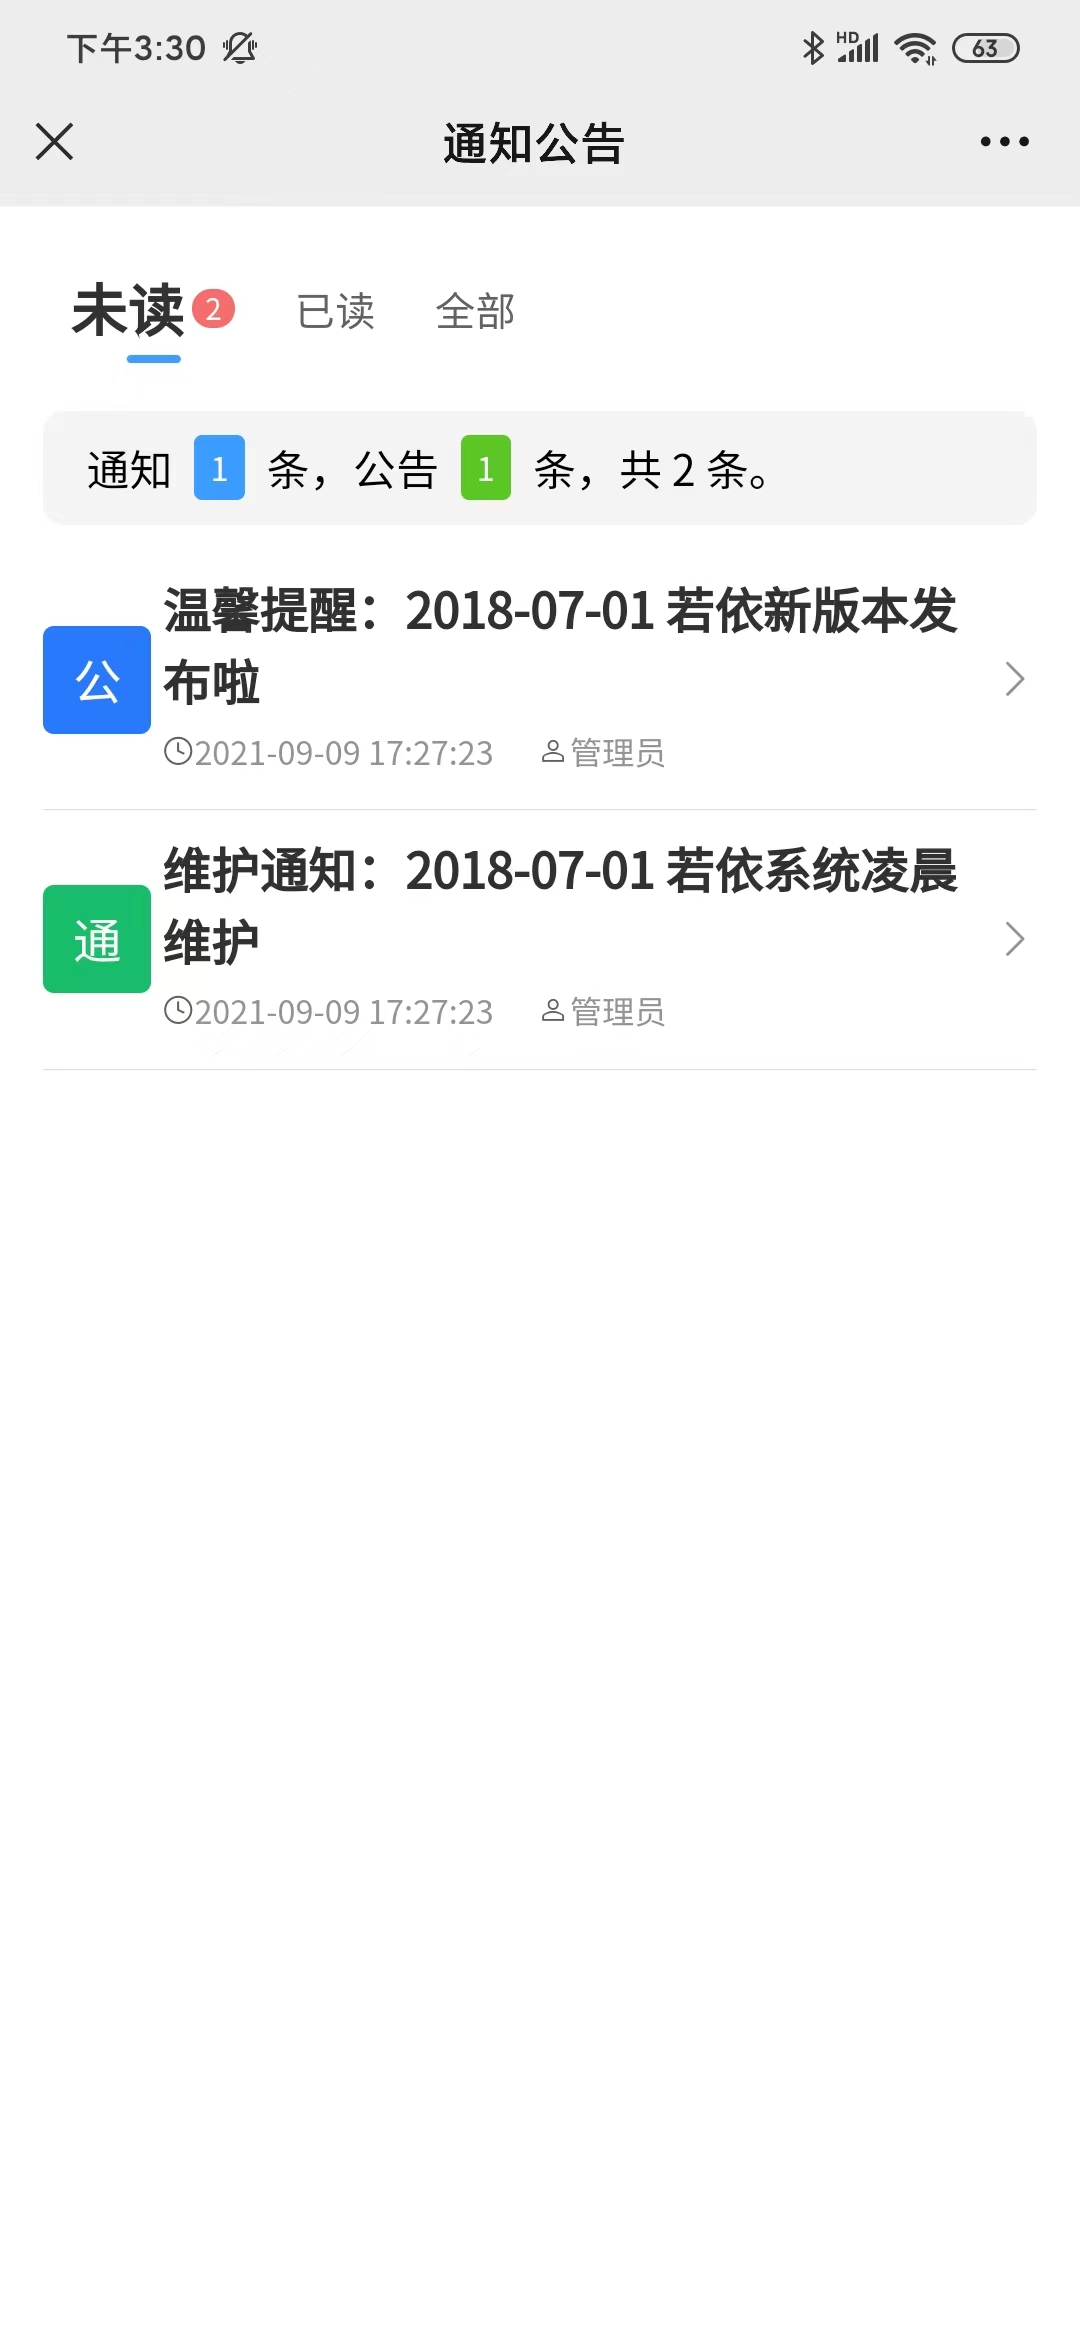 下午3:30 HD 63
通知公告
未读 2 已读 全部
通知 1 条，公告 1 条，共 2 条。
公
温馨提醒：2018-07-01 若依新版本发
布啦
2021-09-09 17:27:23 管理员
通
维护通知：2018-07-01 若依系统凌晨
维护
2021-09-09 17:27:23 管理员